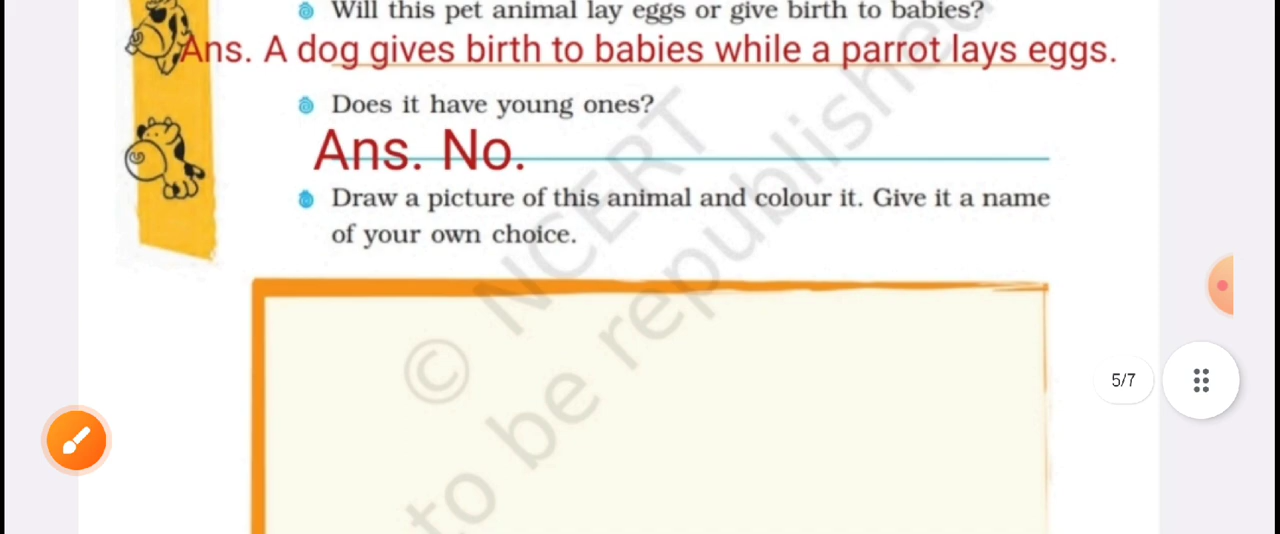 Will this pet animal lay eggs or give birth to babies?
Ans. A dog gives birth to babies while a parrot lays eggs.
Does it have young ones?
Ans. No.
Draw a picture of this animal and colour it. Give it a name
of your own choice.
© NCERT
to be republished
5/7